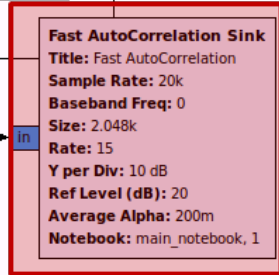 Fast AutoCorrelation Sink
Title: Fast AutoCorrelation
Sample Rate: 20k
Baseband Freq: 0
Size: 2.048k
in
Rate: 15
Y per Div: 10 dB
Ref Level (dB): 20
Average Alpha: 200m
Notebook: main_notebook, 1